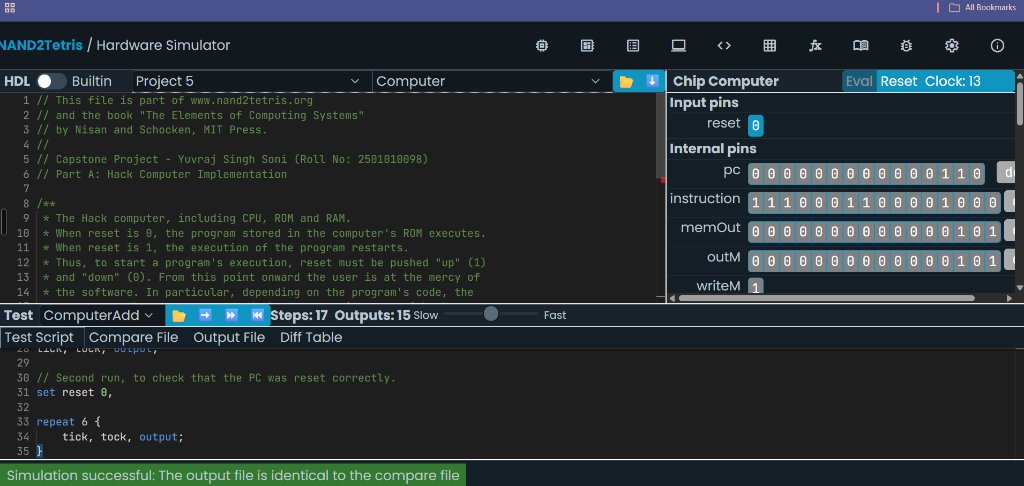 All Bookmarks
NAND2Tetris / Hardware Simulator
HDL Builtin Project 5 Computer
1 // This file is part of www.nand2tetris.org
2 // and the book "The Elements of Computing Systems"
3 // by Nisan and Schocken, MIT Press.
4 //
5 // Capstone Project - Yuvraj Singh Soni (Roll No: 2501010098)
6 // Part A: Hack Computer Implementation
7
8 /**
9 * The Hack computer, including CPU, ROM and RAM.
10 * When reset is 0, the program stored in the computer's ROM executes.
11 * When reset is 1, the execution of the program restarts.
12 * Thus, to start a program's execution, reset must be pushed "up" (1)
13 * and "down" (0). From this point onward the user is at the mercy of
14 * the software. In particular, depending on the program's code, the
Chip Computer Eval Reset Clock: 13
Input pins
reset 0
Internal pins
pc 0 0 0 0 0 0 0 0 0 0 0 0 1 1 0
instruction 1 1 1 0 0 0 1 1 0 0 0 0 1 0 0 0
memOut 0 0 0 0 0 0 0 0 0 0 0 0 0 1 0 1
outM 0 0 0 0 0 0 0 0 0 0 0 0 0 1 0 1
writeM 1
Test ComputerAdd Steps: 17 Outputs: 15 Slow Fast
Test Script Compare File Output File Diff Table
28 tick, tock, output;
29
30 // Second run, to check that the PC was reset correctly.
31 set reset 0,
32
33 repeat 6 {
34 tick, tock, output;
35 }
Simulation successful: The output file is identical to the compare file